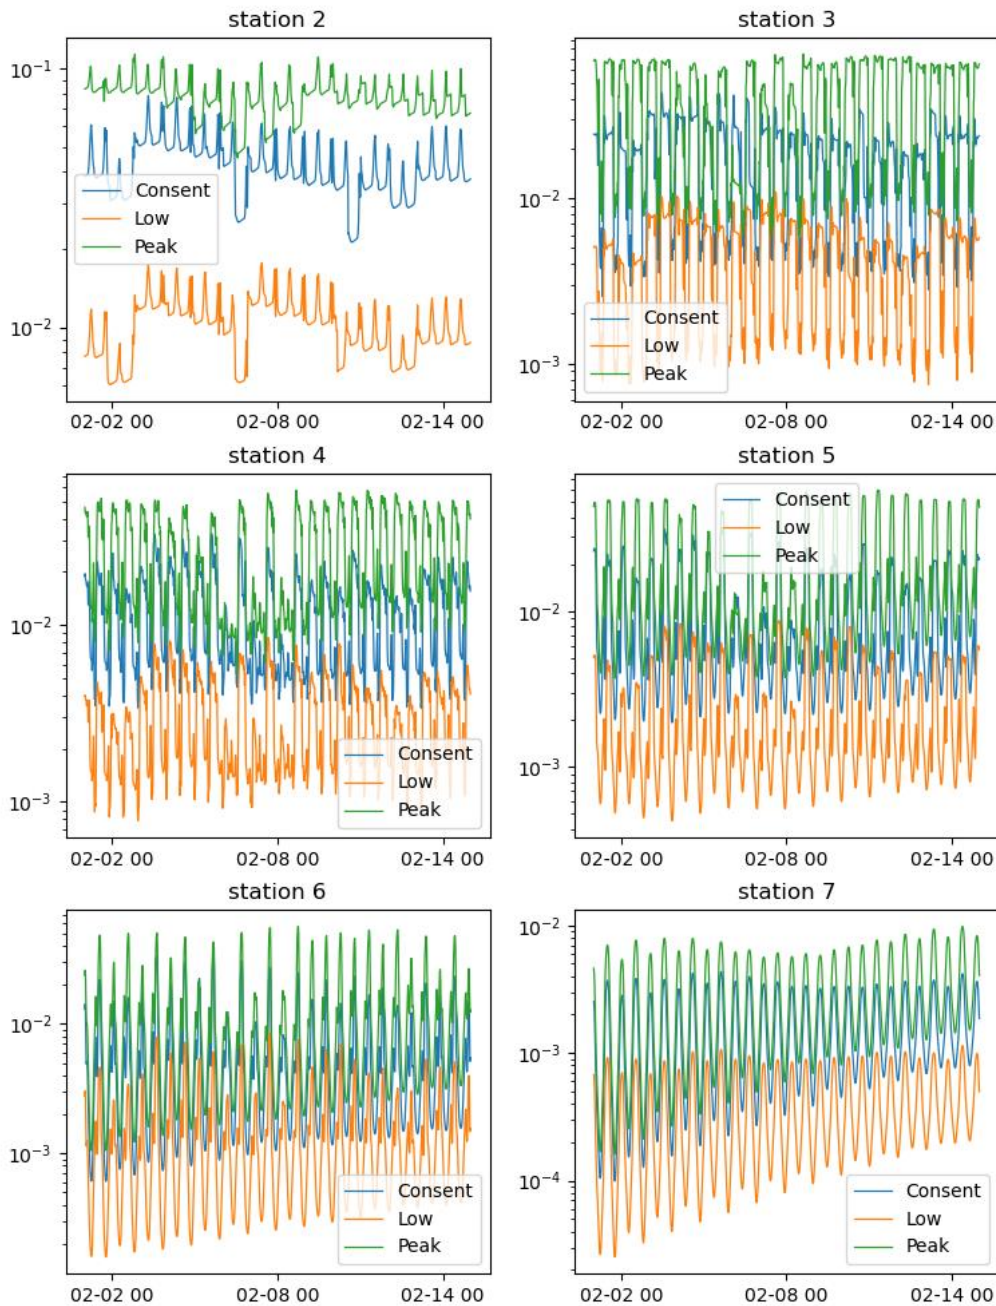 station 2
10⁻¹
10⁻²
Consent
Low
Peak
02-02 00
02-08 00
02-14 00
station 3
10⁻²
10⁻³
Consent
Low
Peak
02-02 00
02-08 00
02-14 00
station 4
10⁻²
10⁻³
Consent
Low
Peak
02-02 00
02-08 00
02-14 00
station 5
10⁻²
10⁻³
Consent
Low
Peak
02-02 00
02-08 00
02-14 00
station 6
10⁻²
10⁻³
Consent
Low
Peak
02-02 00
02-08 00
02-14 00
station 7
10⁻²
10⁻³
10⁻⁴
Consent
Low
Peak
02-02 00
02-08 00
02-14 00